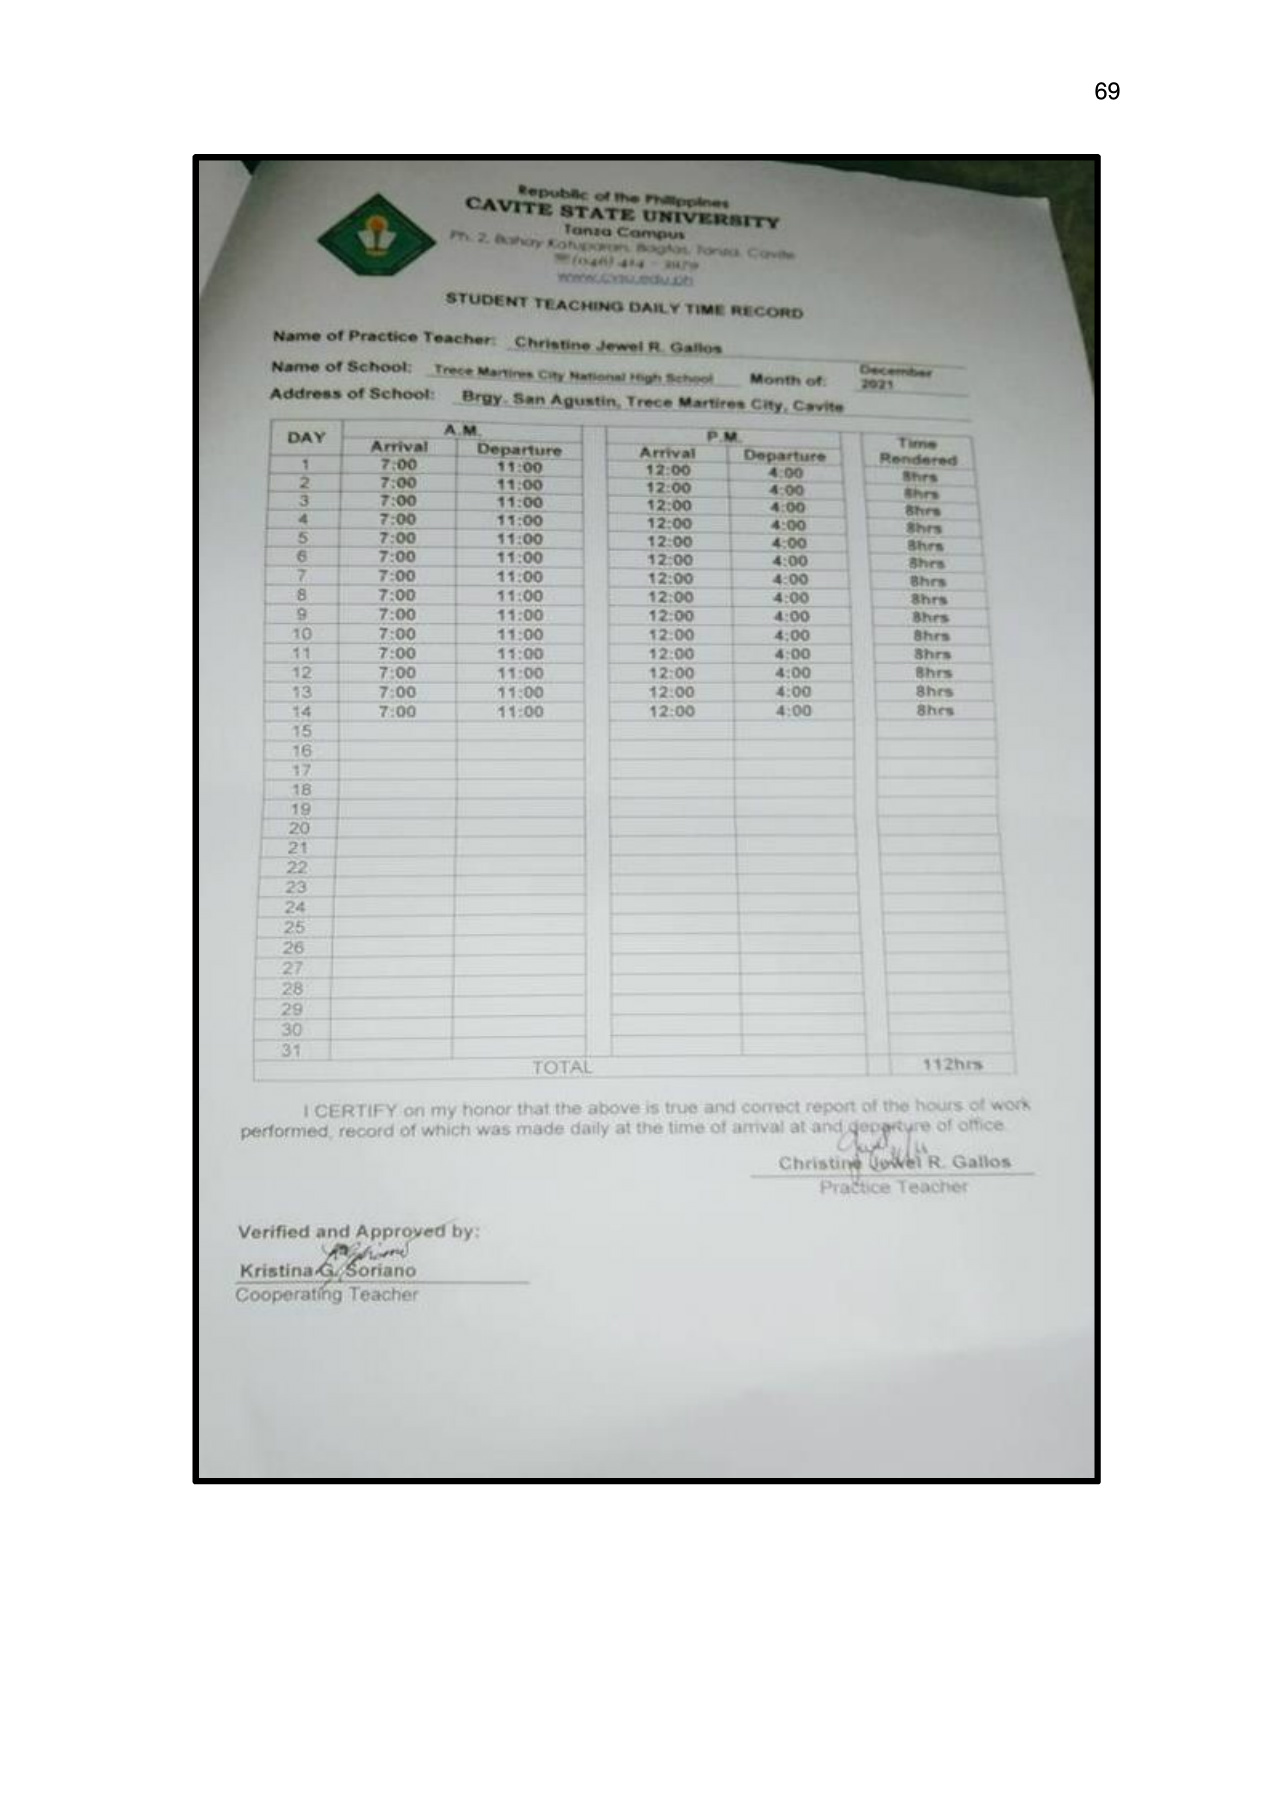 69
Republic of the Philippines
CAVITE STATE UNIVERSITY
Tanza Campus
Ph. 2, Bahay Katuparan, Bagtas, Tanza, Cavite
(046) 414 - 3979
www.cvsu.edu.ph
STUDENT TEACHING DAILY TIME RECORD
Name of Practice Teacher: Christine Jewel R. Gallos
Name of School: Trece Martires City National High School Month of: December 2021
Address of School: Brgy. San Agustin, Trece Martires City, Cavite
DAY A.M. P.M. Time Rendered
Arrival Departure Arrival Departure
1 7:00 11:00 12:00 4:00 8hrs
2 7:00 11:00 12:00 4:00 8hrs
3 7:00 11:00 12:00 4:00 8hrs
4 7:00 11:00 12:00 4:00 8hrs
5 7:00 11:00 12:00 4:00 8hrs
6 7:00 11:00 12:00 4:00 8hrs
7 7:00 11:00 12:00 4:00 8hrs
8 7:00 11:00 12:00 4:00 8hrs
9 7:00 11:00 12:00 4:00 8hrs
10 7:00 11:00 12:00 4:00 8hrs
11 7:00 11:00 12:00 4:00 8hrs
12 7:00 11:00 12:00 4:00 8hrs
13 7:00 11:00 12:00 4:00 8hrs
14 7:00 11:00 12:00 4:00 8hrs
15
16
17
18
19
20
21
22
23
24
25
26
27
28
29
30
31
TOTAL 112hrs
I CERTIFY on my honor that the above is true and correct report of the hours of work
performed, record of which was made daily at the time of arrival at and departure of office
Christine Jewel R. Gallos
Practice Teacher
Verified and Approved by:
Kristina G. Soriano
Cooperating Teacher